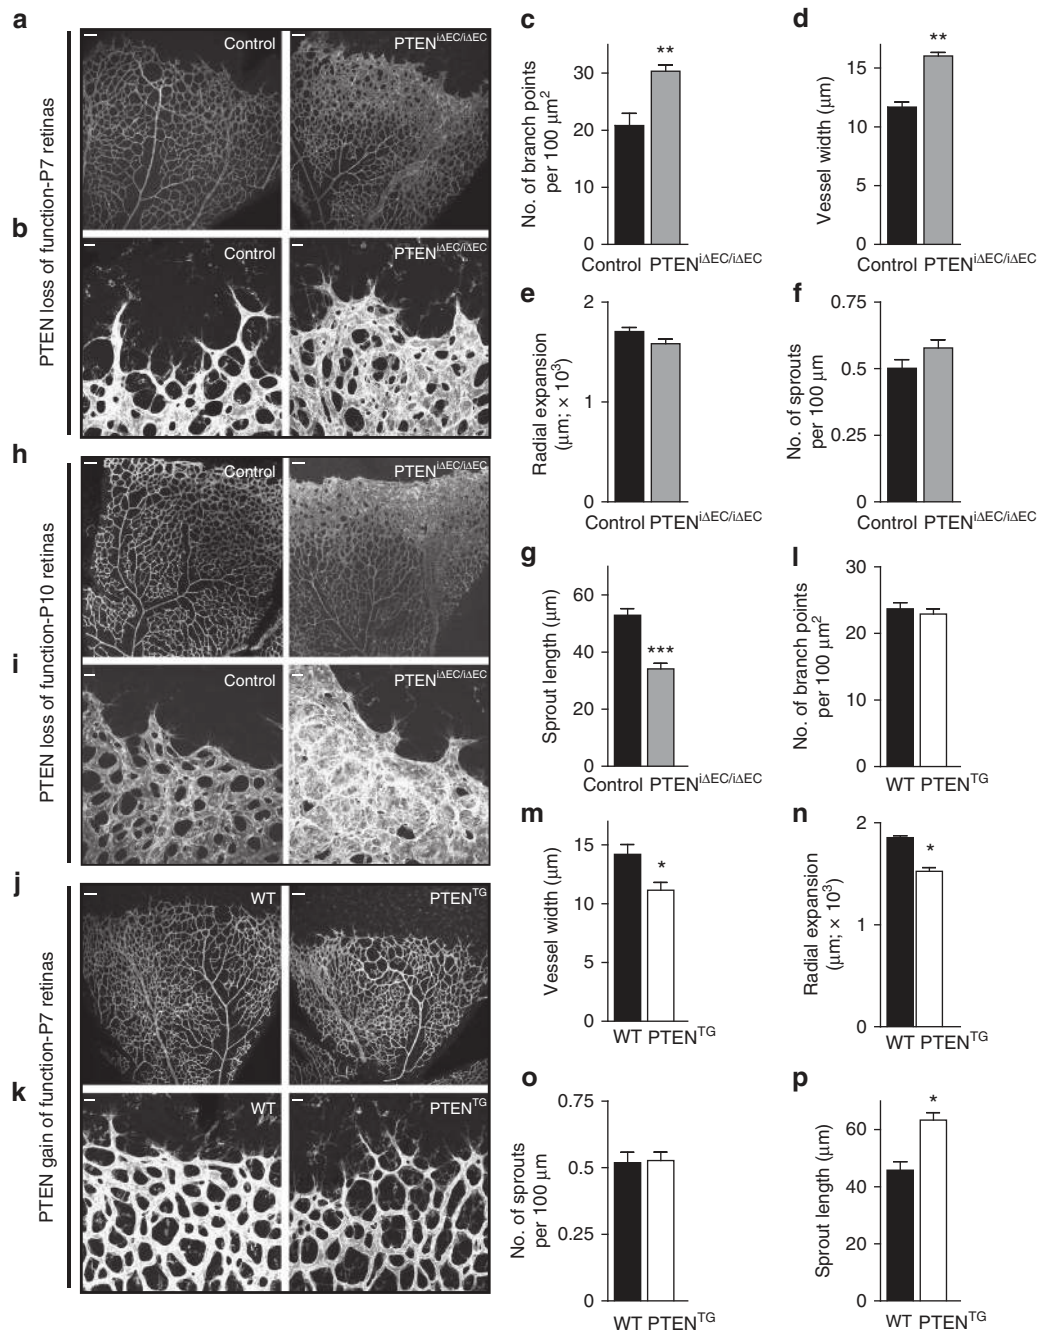 a
Control
PTEN^iΔEC/iΔEC
b
Control
PTEN^iΔEC/iΔEC
PTEN loss of function-P7 retinas
c
No. of branch points
per 100 μm²
30
20
10
0
Control PTEN^iΔEC/iΔEC
**
d
Vessel width (μm)
15
10
5
0
Control PTEN^iΔEC/iΔEC
**
e
Radial expansion
(μm; × 10³)
2
1
0
Control PTEN^iΔEC/iΔEC
f
No. of sprouts
per 100 μm
0.75
0.5
0.25
0
Control PTEN^iΔEC/iΔEC
h
Control
PTEN^iΔEC/iΔEC
i
Control
PTEN^iΔEC/iΔEC
PTEN loss of function-P10 retinas
g
Sprout length (μm)
60
40
20
0
Control PTEN^iΔEC/iΔEC
***
l
No. of branch points
per 100 μm²
30
20
10
0
WT PTEN^TG
m
Vessel width (μm)
15
10
5
0
WT PTEN^TG
*
n
Radial expansion
(μm; × 10³)
2
1
0
WT PTEN^TG
*
j
WT
PTEN^TG
k
WT
PTEN^TG
PTEN gain of function-P7 retinas
o
No. of sprouts
per 100 μm
0.75
0.5
0.25
0
WT PTEN^TG
p
Sprout length (μm)
60
40
20
0
WT PTEN^TG
*